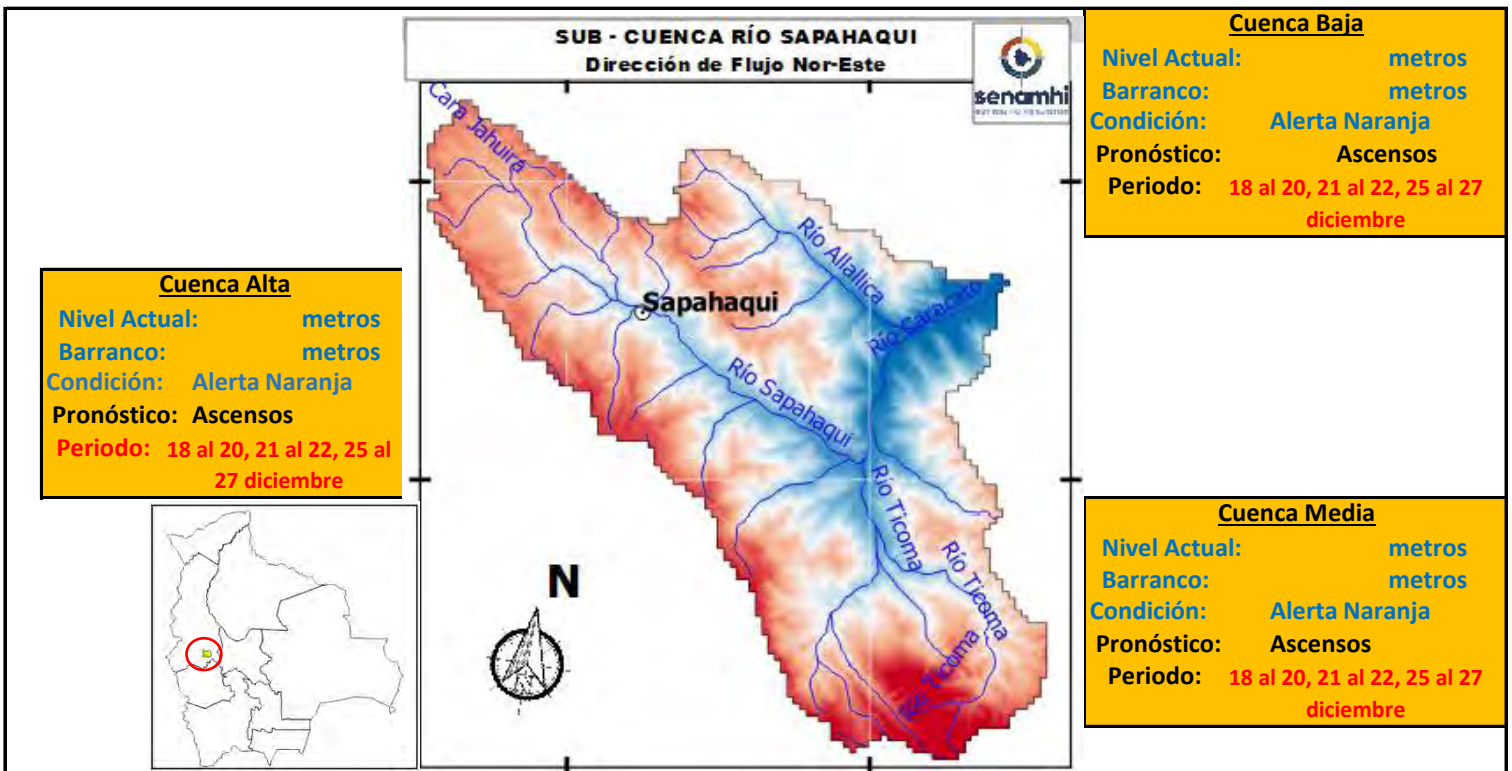 SUB - CUENCA RÍO SAPAHAQUI
Dirección de Flujo Nor-Este
senamhi
Cuenca Baja
Nivel Actual: metros
Barranco: metros
Condición: Alerta Naranja
Pronóstico: Ascensos
Periodo: 18 al 20, 21 al 22, 25 al 27
diciembre
Cuenca Alta
Nivel Actual: metros
Barranco: metros
Condición: Alerta Naranja
Pronóstico: Ascensos
Periodo: 18 al 20, 21 al 22, 25 al
27 diciembre
Cara Jahuira
Río Allallica
Río Caracato
Sapahaqui
Río Sapahaqui
Río Ticoma
Río Ticoma
Río Ticoma
N
Cuenca Media
Nivel Actual: metros
Barranco: metros
Condición: Alerta Naranja
Pronóstico: Ascensos
Periodo: 18 al 20, 21 al 22, 25 al 27
diciembre